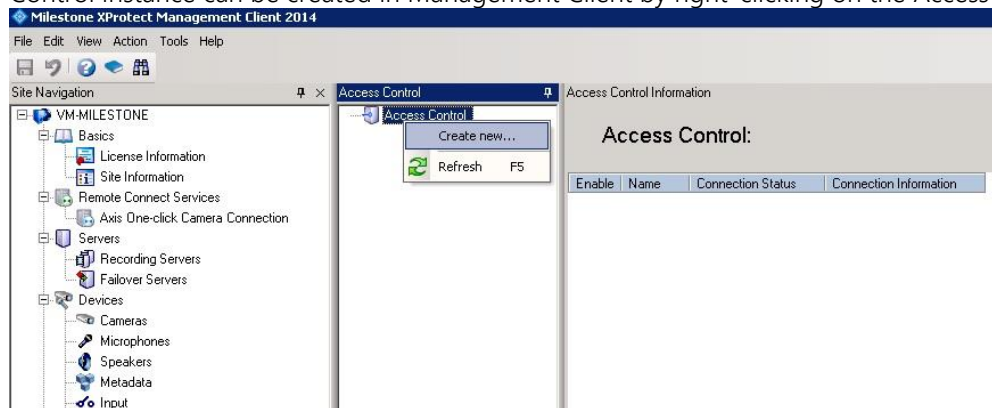 Control instance can be created in Management Client by right-clicking on the Access
Milestone XProtect Management Client 2014
File Edit View Action Tools Help
Site Navigation
VM-MILESTONE
Basics
License Information
Site Information
Remote Connect Services
Axis One-click Camera Connection
Servers
Recording Servers
Failover Servers
Devices
Cameras
Microphones
Speakers
Metadata
Input
Access Control
Access Control
Create new...
Refresh F5
Access Control Information
Access Control:
Enable Name Connection Status Connection Information